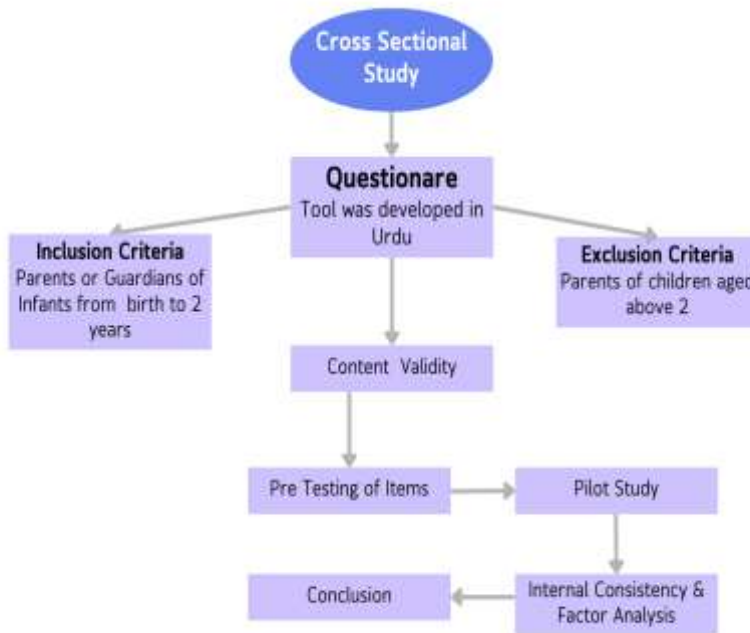 Cross Sectional
Study
Questionare
Tool was developed in
Urdu
Inclusion Criteria
Parents or Guardians of
Infants from birth to 2
years
Exclusion Criteria
Parents of children aged
above 2
Content Validity
Pre Testing of Items
Pilot Study
Conclusion
Internal Consistency &
Factor Analysis